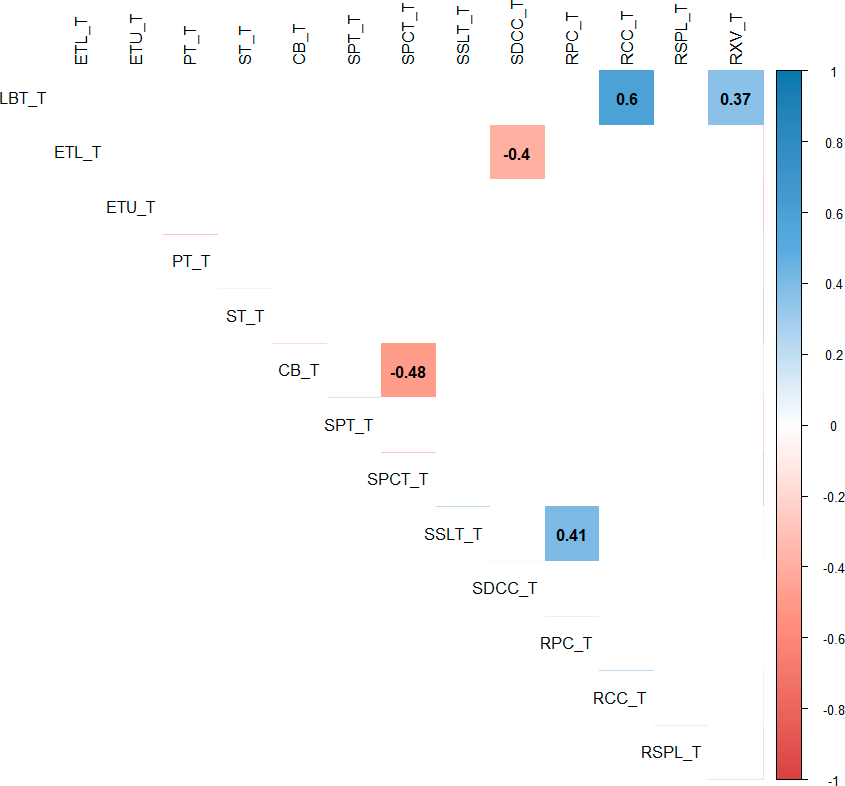 ETL_T ETU_T PT_T ST_T CB_T SPT_T SPCT_T SSLT_T SDCC_T RPC_T RCC_T RSPL_T RXV_T
1
LBT_T 0.6 0.37
0.8
ETL_T -0.4
0.6
ETU_T
PT_T
0.4
ST_T
0.2
CB_T -0.48
0
SPT_T
SPCT_T
-0.2
SSLT_T 0.41
-0.4
SDCC_T
-0.6
RPC_T
RCC_T
-0.8
RSPL_T
-1